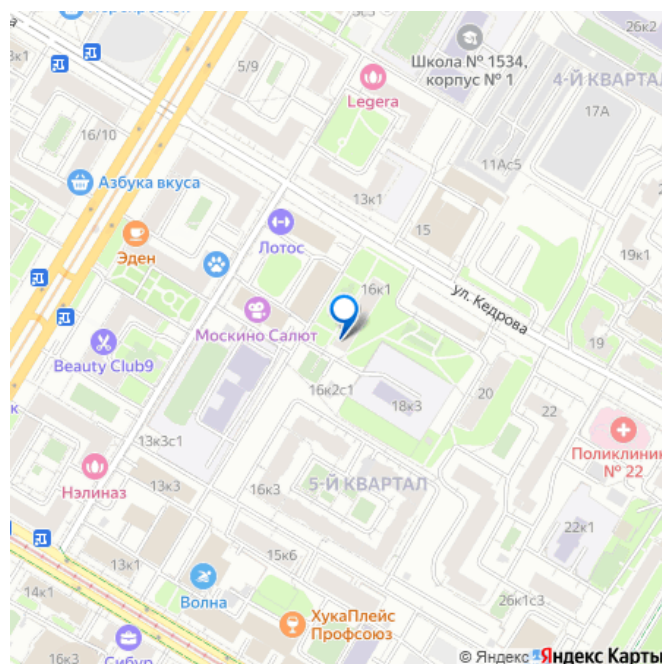 26к2
5/9
Школа № 1534,
корпус № 1
4-Й КВАРТАЛ
Legera
17А
16/10
11Ас5
Азбука вкуса
13к1
15
Лотос
Эден
19к1
16к1
ул. Кедрова
Москино Салют
19
Beauty Club9
16к2с1
20
18к3
22
к
Поликлиник
№ 22
13к3с1
Нэлиназ
13к3
16к3
5-Й КВАРТАЛ
22к1
15к6
13к1
Волна
26к1с3
14к1
ХукаПлейс
Профсоюз
16к3
Сибур
© Яндекс Яндекс Карты